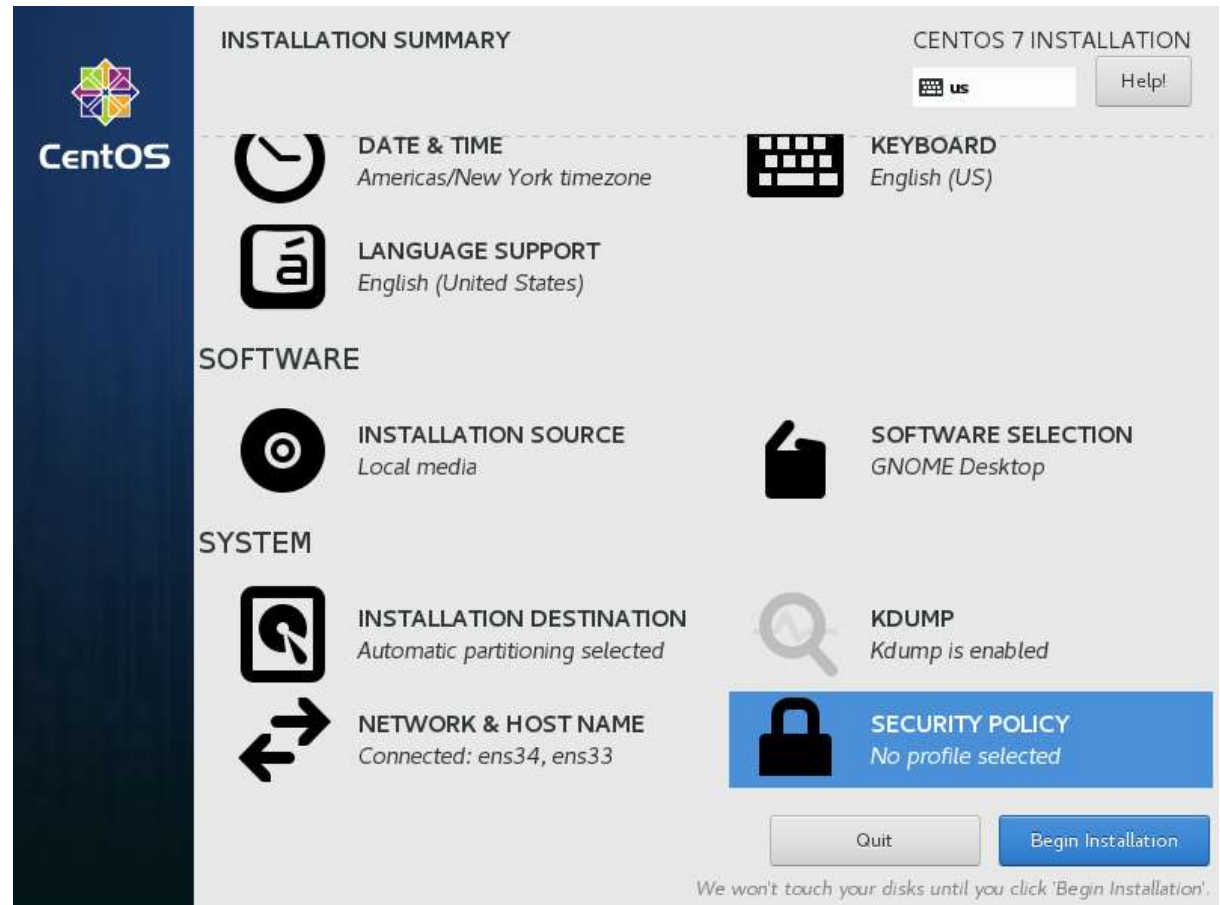 INSTALLATION SUMMARY
CENTOS 7 INSTALLATION
us
Help!
CentOS
DATE & TIME
Americas/New York timezone
KEYBOARD
English (US)
á
LANGUAGE SUPPORT
English (United States)
SOFTWARE
INSTALLATION SOURCE
Local media
SOFTWARE SELECTION
GNOME Desktop
SYSTEM
INSTALLATION DESTINATION
Automatic partitioning selected
KDUMP
Kdump is enabled
NETWORK & HOST NAME
Connected: ens34, ens33
SECURITY POLICY
No profile selected
Quit
Begin Installation
We won't touch your disks until you click 'Begin Installation'.